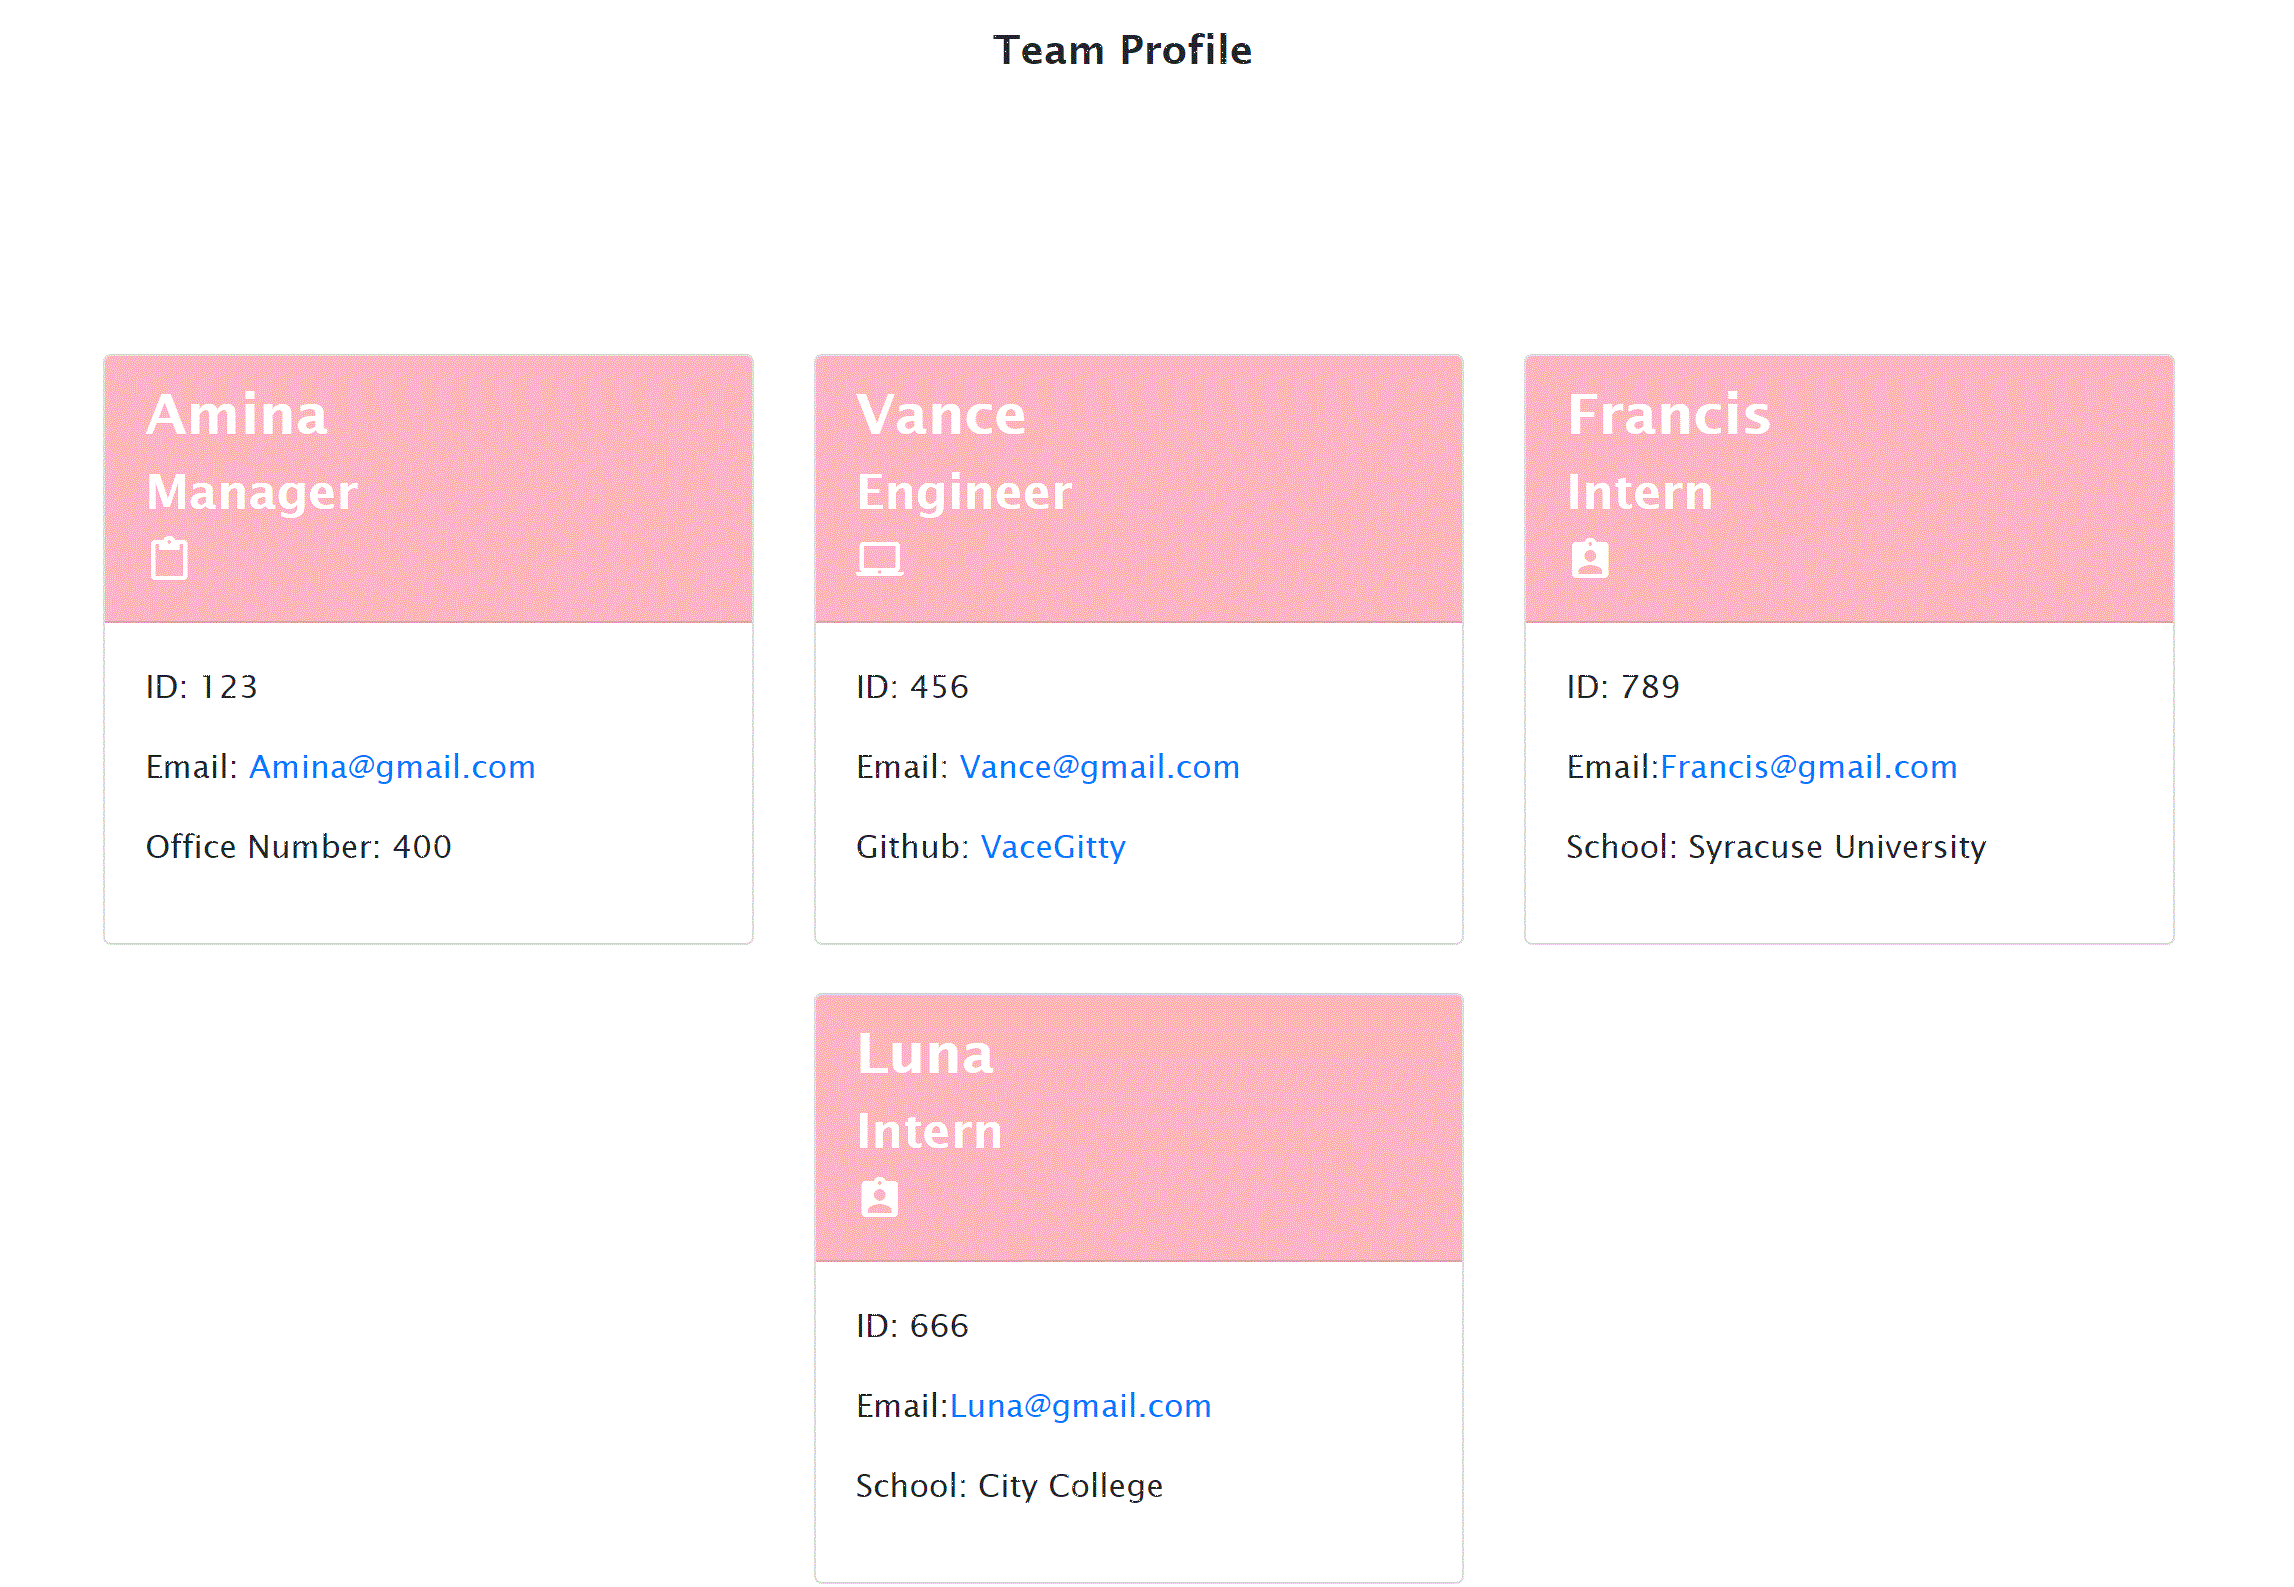 Team Profile
Amina
Manager
ID: 123
Email: Amina@gmail.com
Office Number: 400
Vance
Engineer
ID: 456
Email: Vance@gmail.com
Github: VaceGitty
Francis
Intern
ID: 789
Email:Francis@gmail.com
School: Syracuse University
Luna
Intern
ID: 666
Email:Luna@gmail.com
School: City College